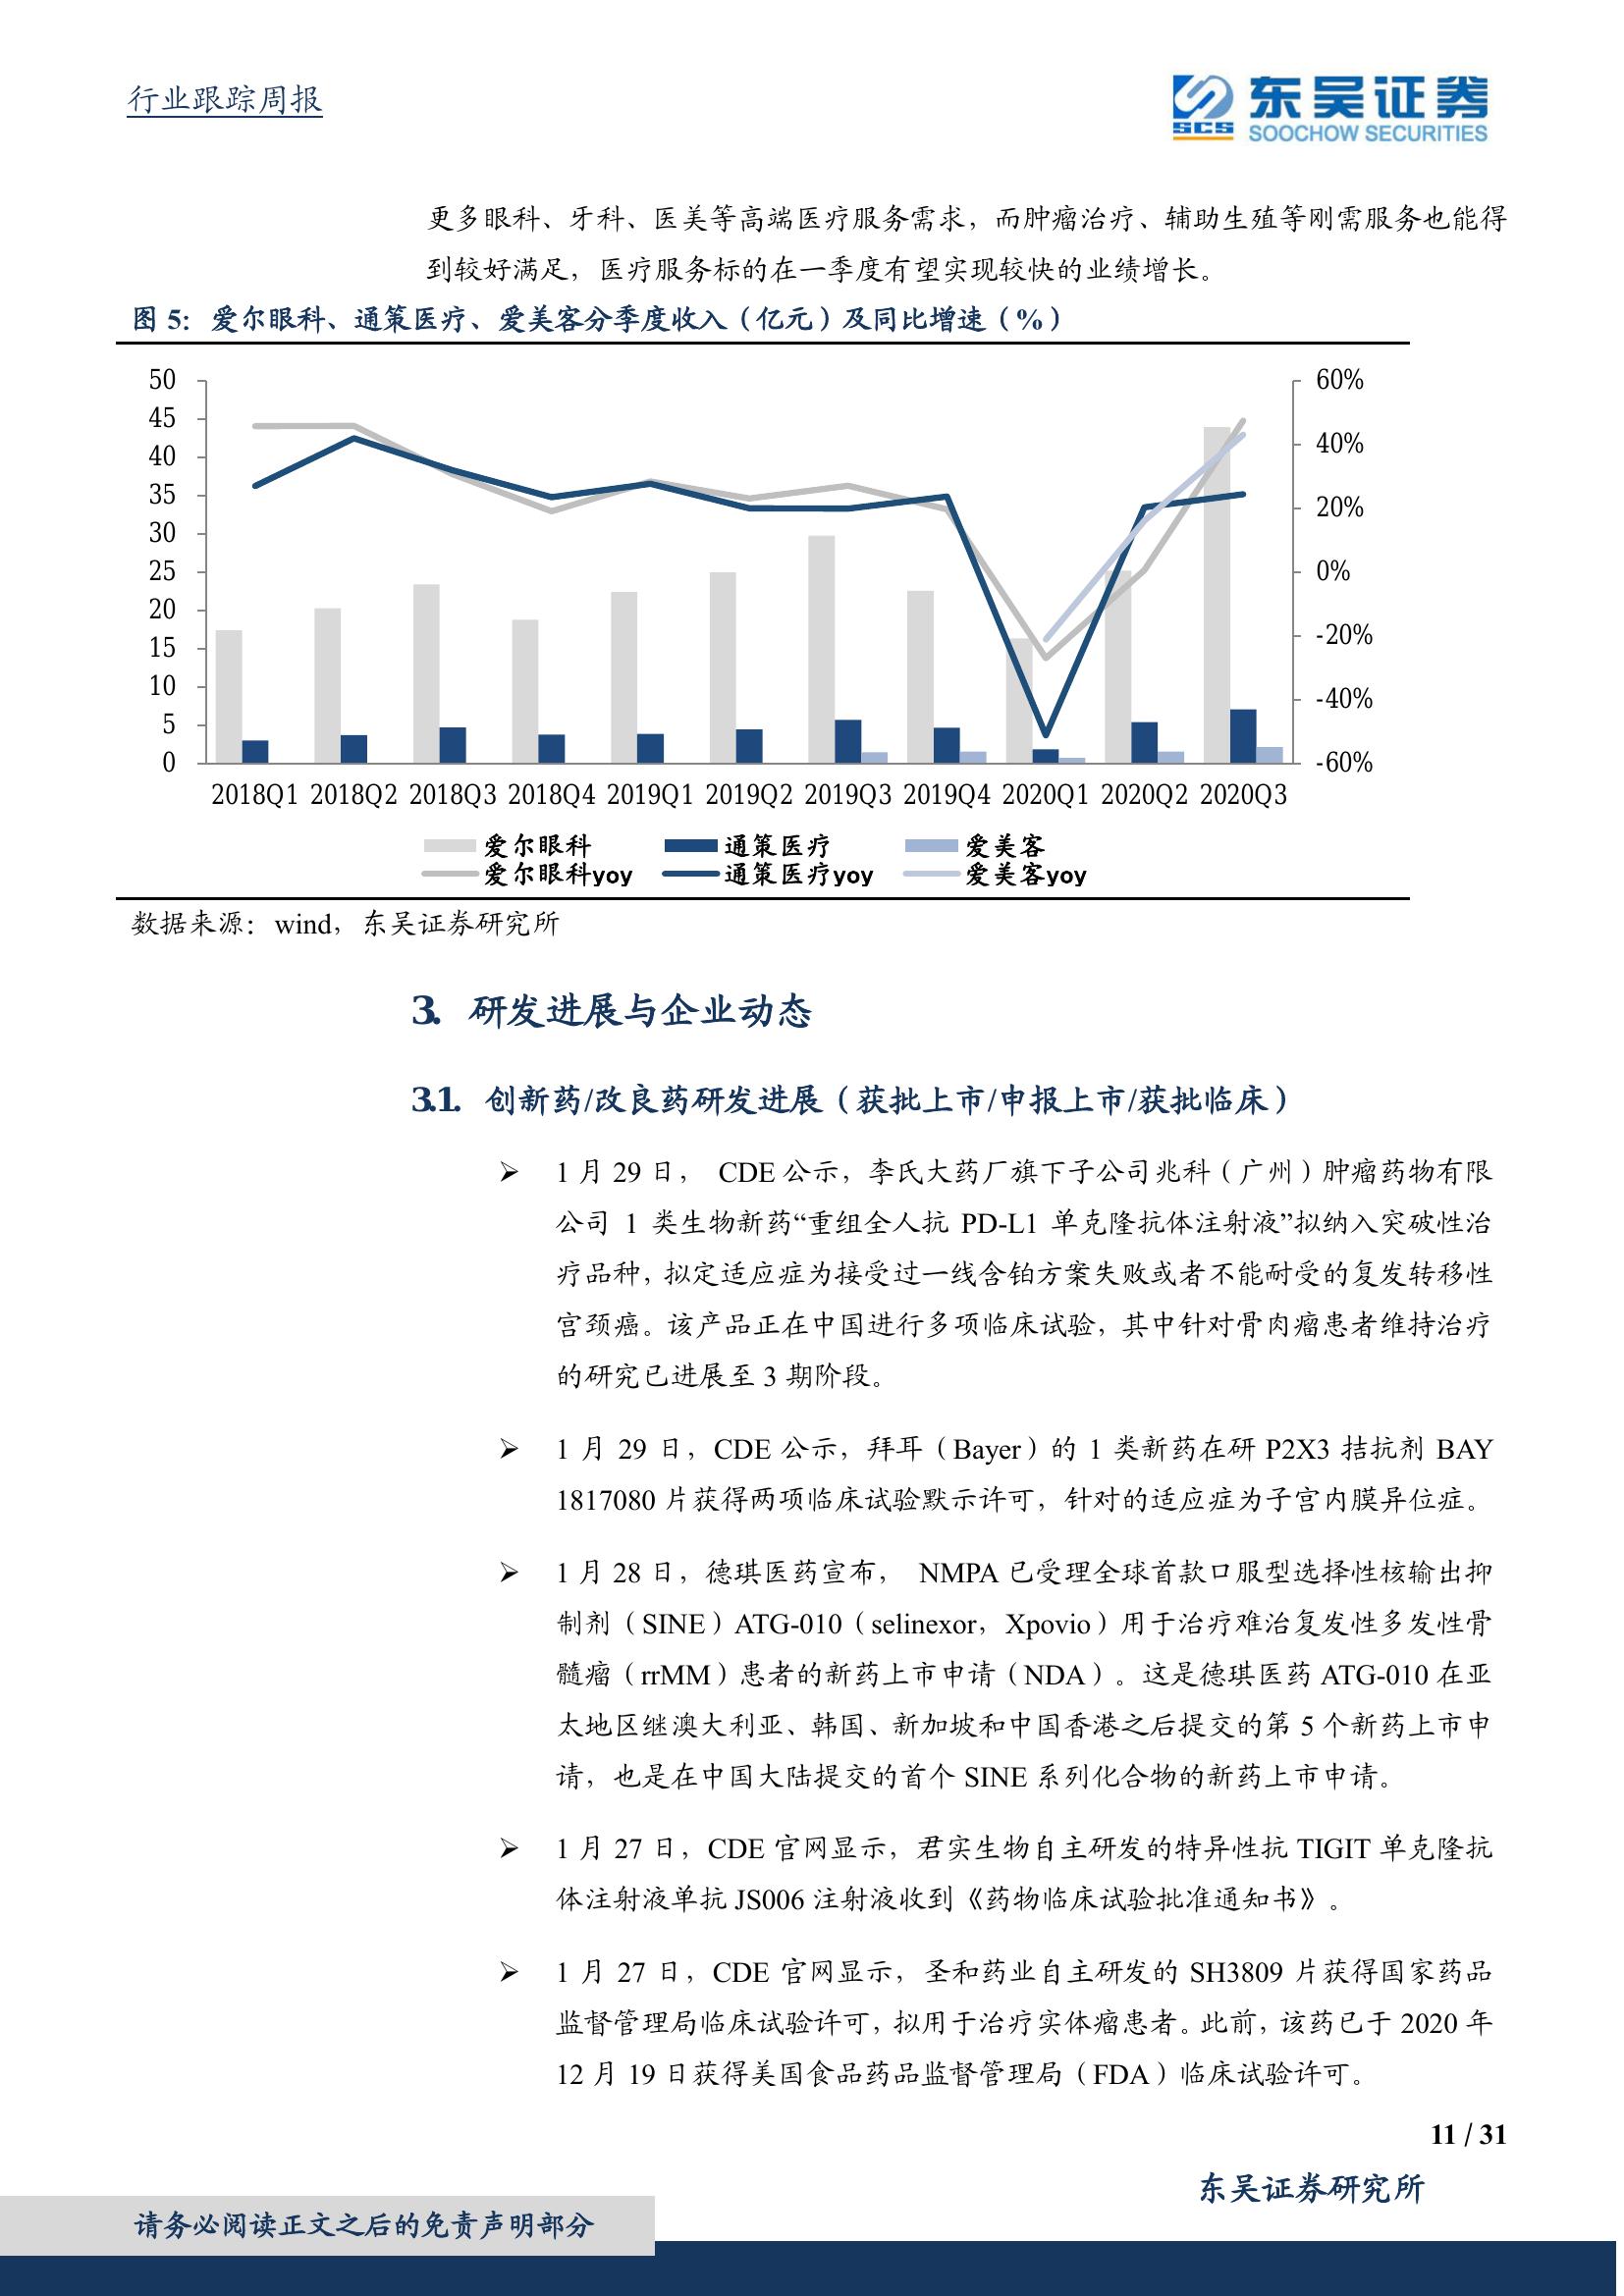 行业跟踪周报
SCS
东吴证券
SOOCHOW SECURITIES
更多眼科、牙科、医美等高端医疗服务需求，而肿瘤治疗、辅助生殖等刚需服务也能得
到较好满足，医疗服务标的在一季度有望实现较快的业绩增长。
图 5：爱尔眼科、通策医疗、爱美客分季度收入（亿元）及同比增速（%）
50 60%
45
40 40%
35
30 20%
25 0%
20
15 -20%
10 -40%
5
0 -60%
2018Q1 2018Q2 2018Q3 2018Q4 2019Q1 2019Q2 2019Q3 2019Q4 2020Q1 2020Q2 2020Q3
爱尔眼科 通策医疗 爱美客
爱尔眼科yoy 通策医疗yoy 爱美客yoy
数据来源：wind，东吴证券研究所
3. 研发进展与企业动态
3.1. 创新药/改良药研发进展（获批上市/申报上市/获批临床）
➢ 1 月 29 日， CDE 公示，李氏大药厂旗下子公司兆科（广州）肿瘤药物有限
公司 1 类生物新药“重组全人抗 PD-L1 单克隆抗体注射液”拟纳入突破性治
疗品种，拟定适应症为接受过一线含铂方案失败或者不能耐受的复发转移性
宫颈癌。该产品正在中国进行多项临床试验，其中针对骨肉瘤患者维持治疗
的研究已进展至 3 期阶段。
➢ 1 月 29 日，CDE 公示，拜耳（Bayer）的 1 类新药在研 P2X3 拮抗剂 BAY
1817080 片获得两项临床试验默示许可，针对的适应症为子宫内膜异位症。
➢ 1 月 28 日，德琪医药宣布， NMPA 已受理全球首款口服型选择性核输出抑
制剂（SINE）ATG-010（selinexor，Xpovio）用于治疗难治复发性多发性骨
髓瘤（rrMM）患者的新药上市申请（NDA）。这是德琪医药 ATG-010 在亚
太地区继澳大利亚、韩国、新加坡和中国香港之后提交的第 5 个新药上市申
请，也是在中国大陆提交的首个 SINE 系列化合物的新药上市申请。
➢ 1 月 27 日，CDE 官网显示，君实生物自主研发的特异性抗 TIGIT 单克隆抗
体注射液单抗 JS006 注射液收到《药物临床试验批准通知书》。
➢ 1 月 27 日，CDE 官网显示，圣和药业自主研发的 SH3809 片获得国家药品
监督管理局临床试验许可，拟用于治疗实体瘤患者。此前，该药已于 2020 年
12 月 19 日获得美国食品药品监督管理局（FDA）临床试验许可。
11 / 31
东吴证券研究所
请务必阅读正文之后的免责声明部分